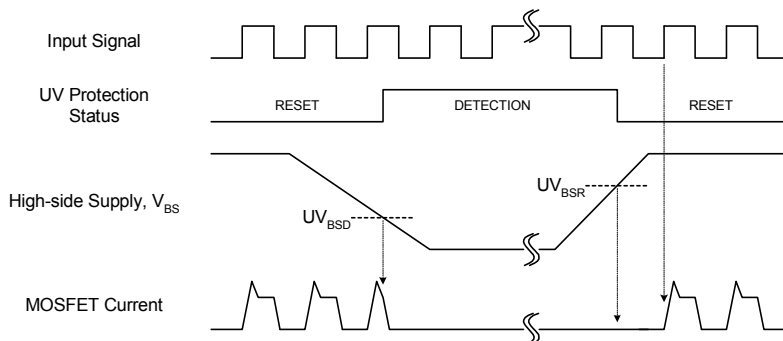 Input Signal
UV Protection
Status
RESET
DETECTION
RESET
High-side Supply, V_BS
UV_BSD
UV_BSR
MOSFET Current